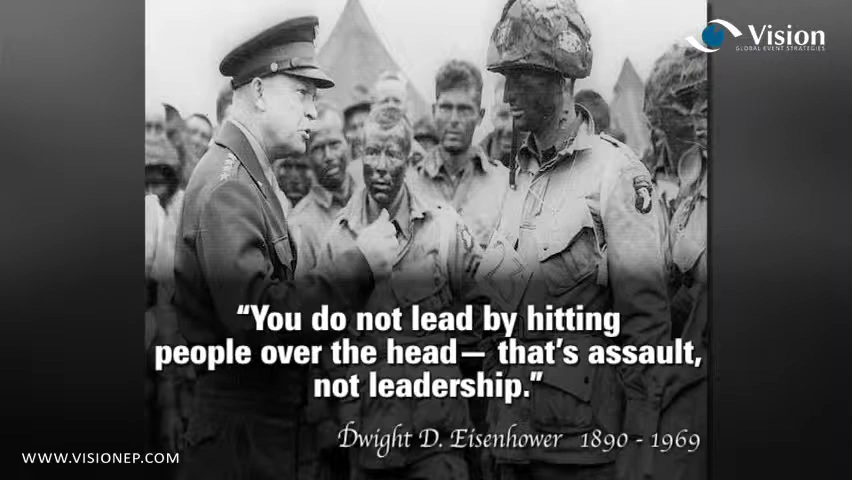 Vision
GLOBAL EVENT STRATEGIES
“You do not lead by hitting
people over the head— that’s assault,
not leadership.”
Dwight D. Eisenhower 1890 - 1969
WWW.VISIONEP.COM